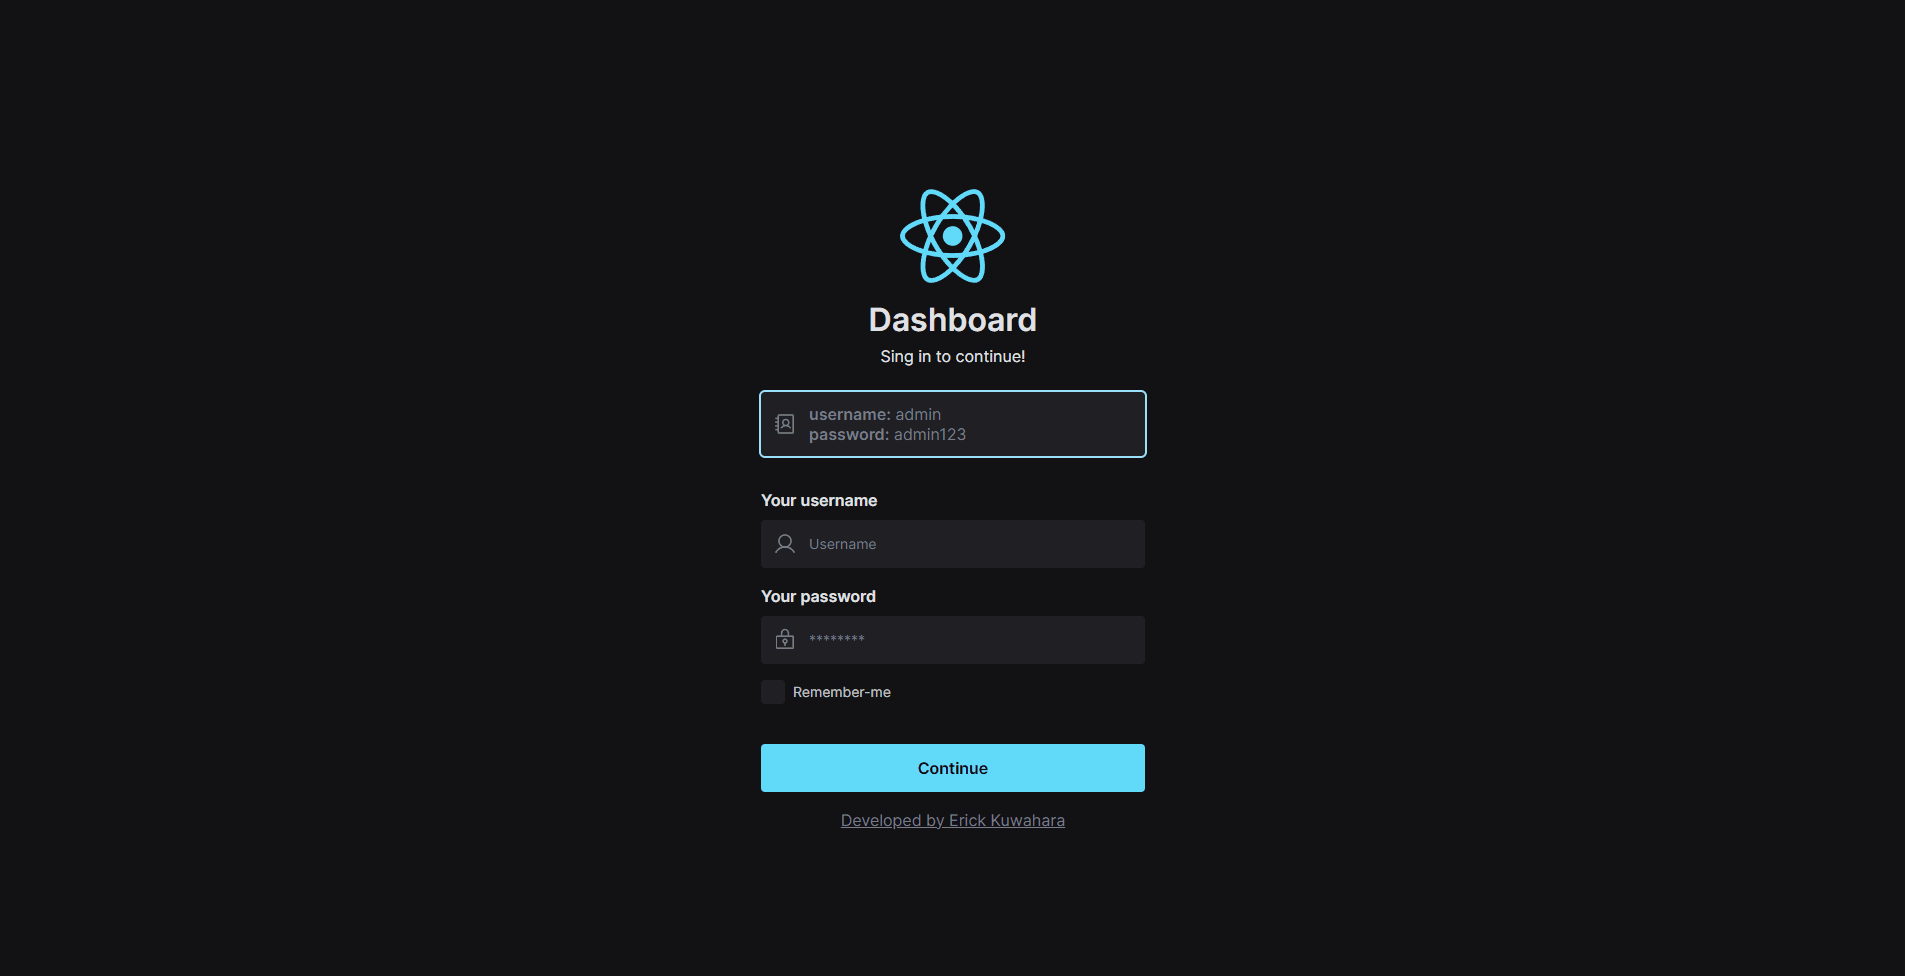 Dashboard
Sing in to continue!
username: admin
password: admin123
Your username
Username
Your password
********
Remember-me
Continue
Developed by Erick Kuwahara